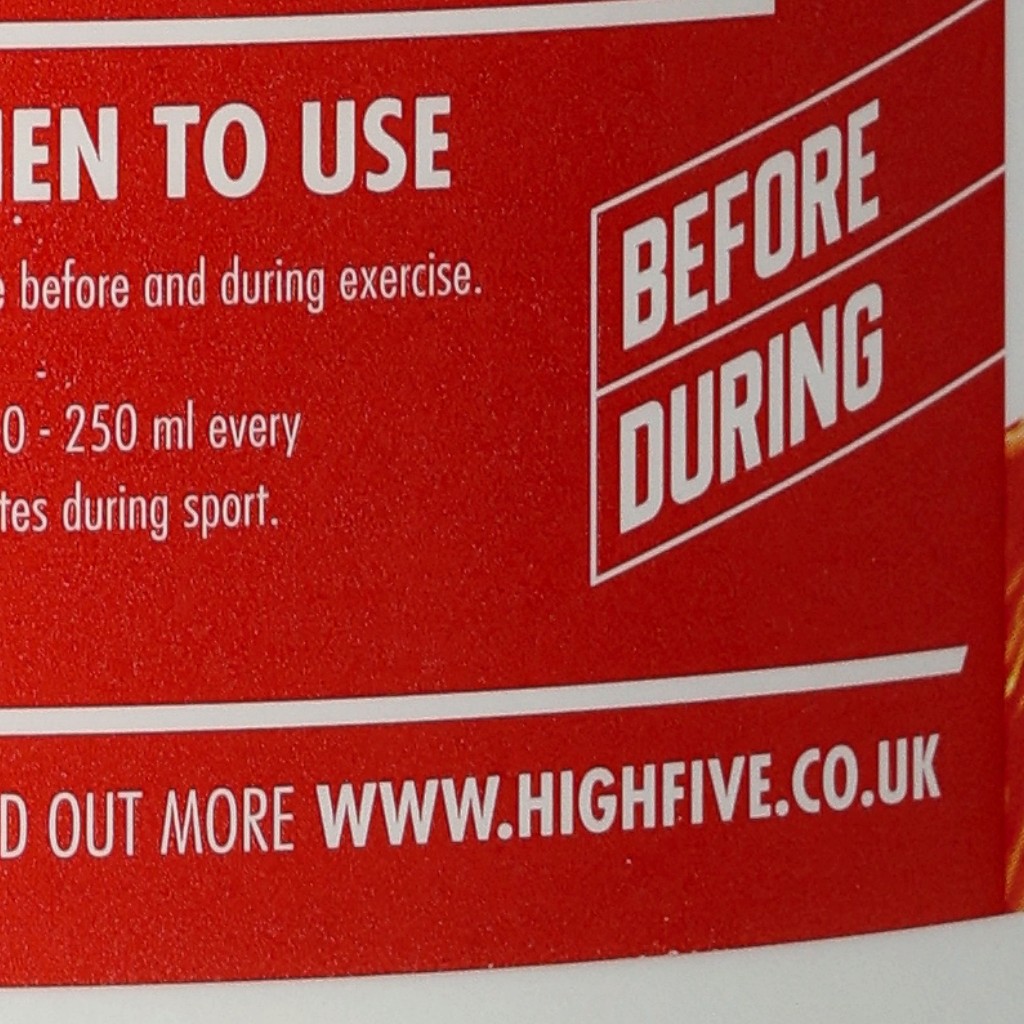 EN TO USE
before and during exercise.
0 - 250 ml every
tes during sport.
BEFORE
DURING
D OUT MORE WWW.HIGHFIVE.CO.UK